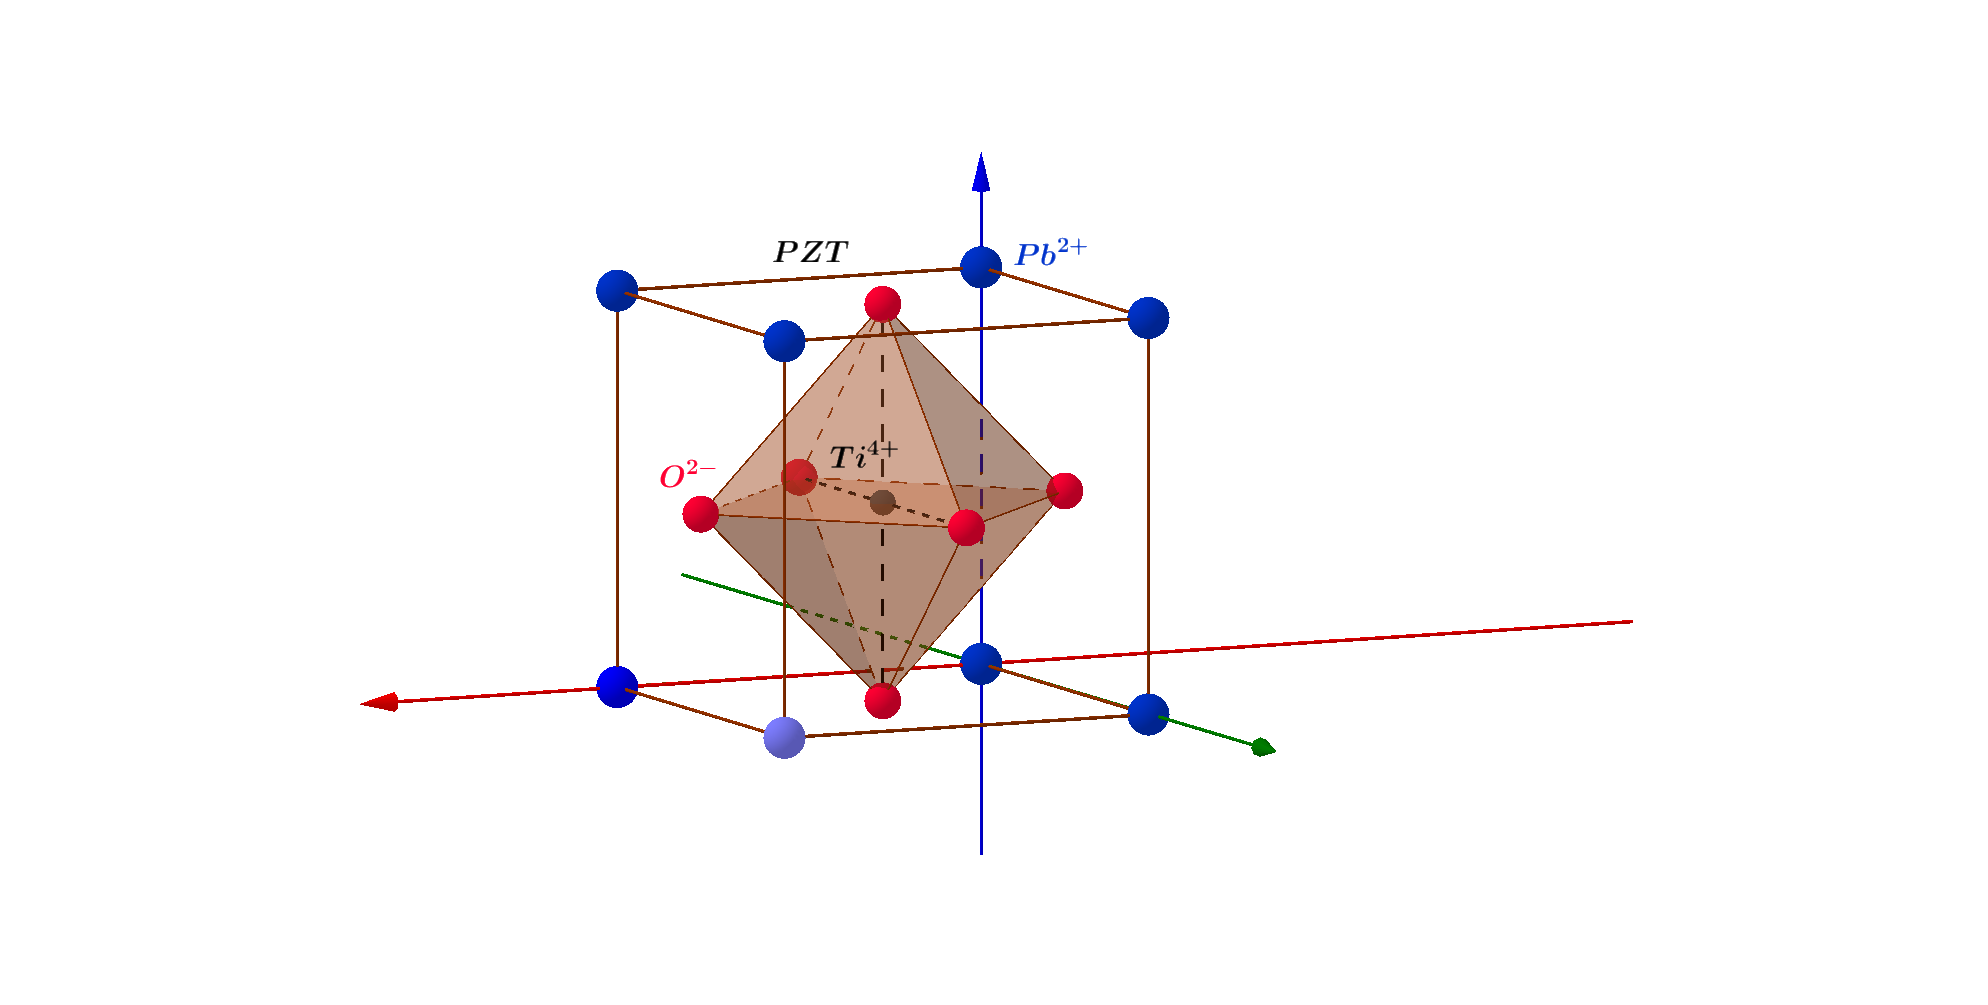 PZT
Pb²⁺
Ti⁴⁺
O²⁻